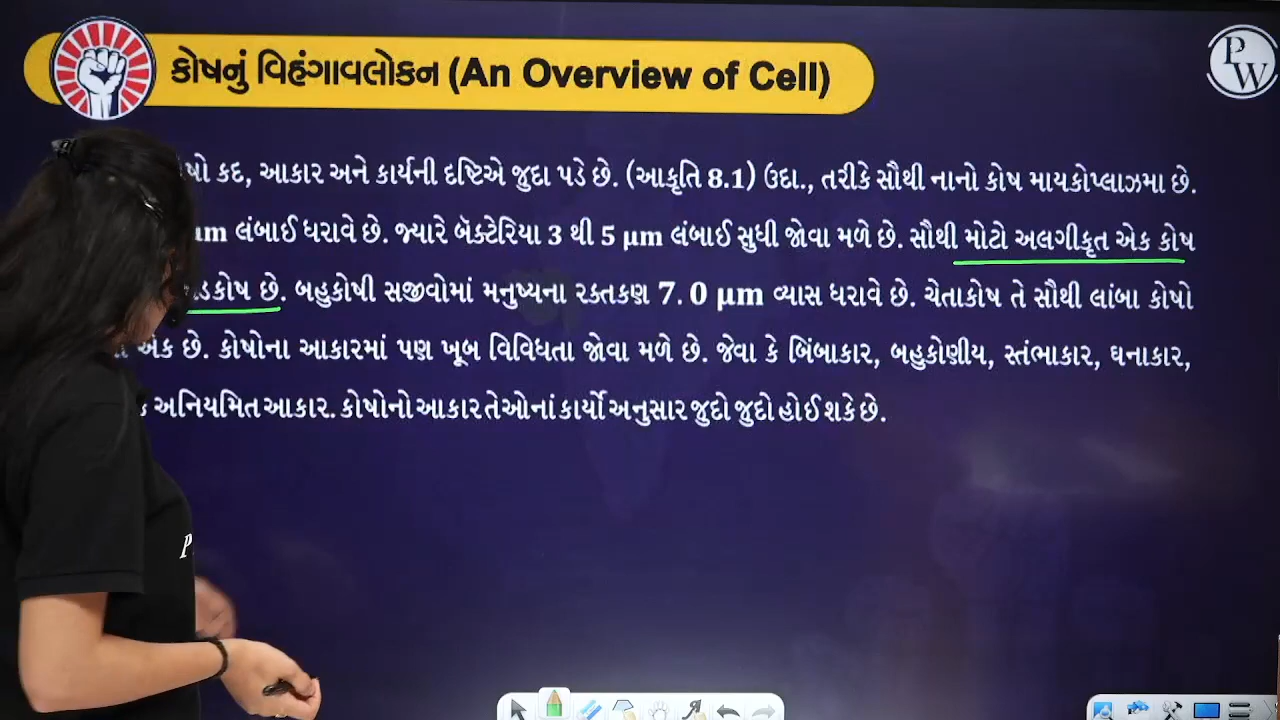 કોષનું વિહંગાવલોકન (An Overview of Cell)
PW
કદ, આકાર અને કાર્યની દૃષ્ટિએ જુદા પડે છે. (આકૃતિ 8.1) ઉદા., તરીકે સૌથી નાનો કોષ માયકોપ્લાઝમા છે.
μm લંબાઈ ધરાવે છે. જ્યારે બૅક્ટેરિયા 3 થી 5 μm લંબાઈ સુધી જોવા મળે છે. સૌથી મોટો અલગીકૃત એક કોષ
છે. બહુકોષી સજીવોમાં મનુષ્યના રક્તકણ 7.0 μm વ્યાસ ધરાવે છે. ચેતાકોષ તે સૌથી લાંબા કોષો
એક છે. કોષોના આકારમાં પણ ખૂબ વિવિધતા જોવા મળે છે. જેવા કે બિંબાકાર, બહુકોણીય, સ્તંભાકાર, ઘનાકાર,
અનિયમિત આકાર. કોષોનો આકાર તેઓનાં કાર્યો અનુસાર જુદો જુદો હોઈ શકે છે.
P